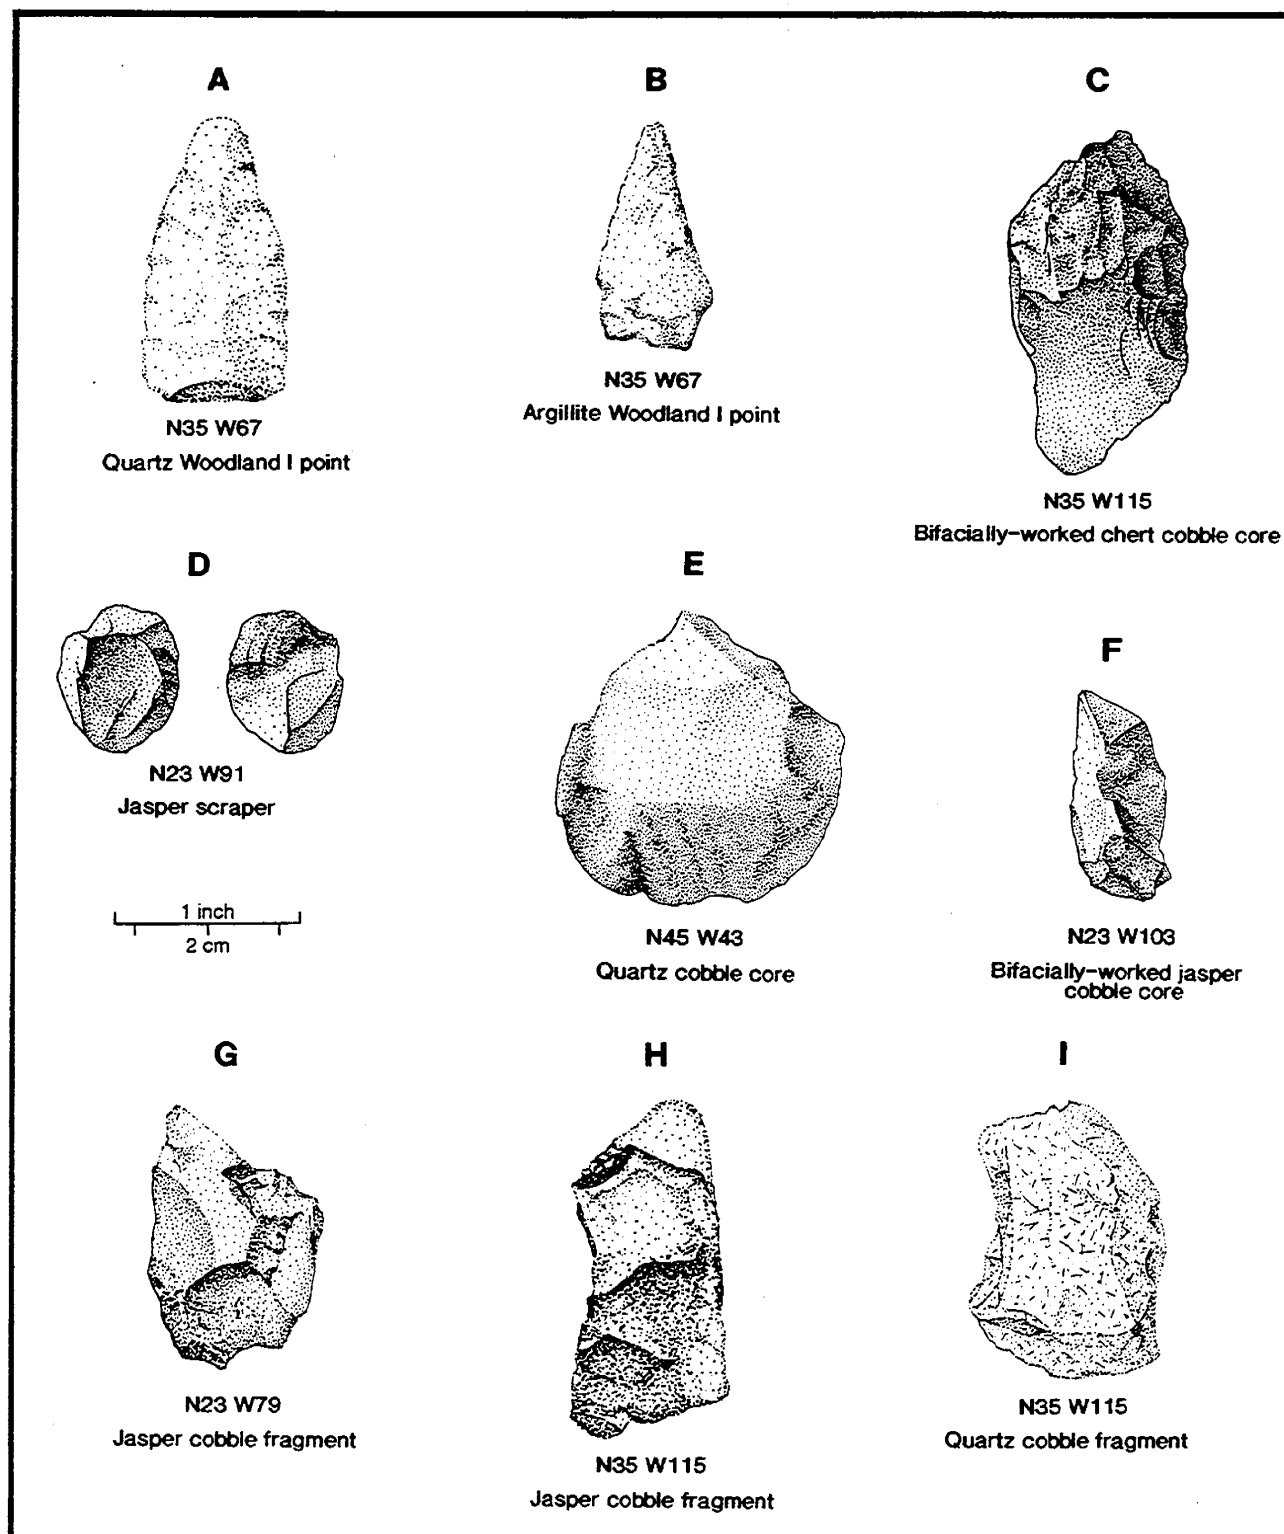 A
B
C
N35 W67
Quartz Woodland I point
N35 W67
Argillite Woodland I point
N35 W115
Bifacially-worked chert cobble core
D
E
F
N23 W91
Jasper scraper
1 inch
2 cm
N45 W43
Quartz cobble core
N23 W103
Bifacially-worked jasper
cobble core
G
H
I
N23 W79
Jasper cobble fragment
N35 W115
Jasper cobble fragment
N35 W115
Quartz cobble fragment